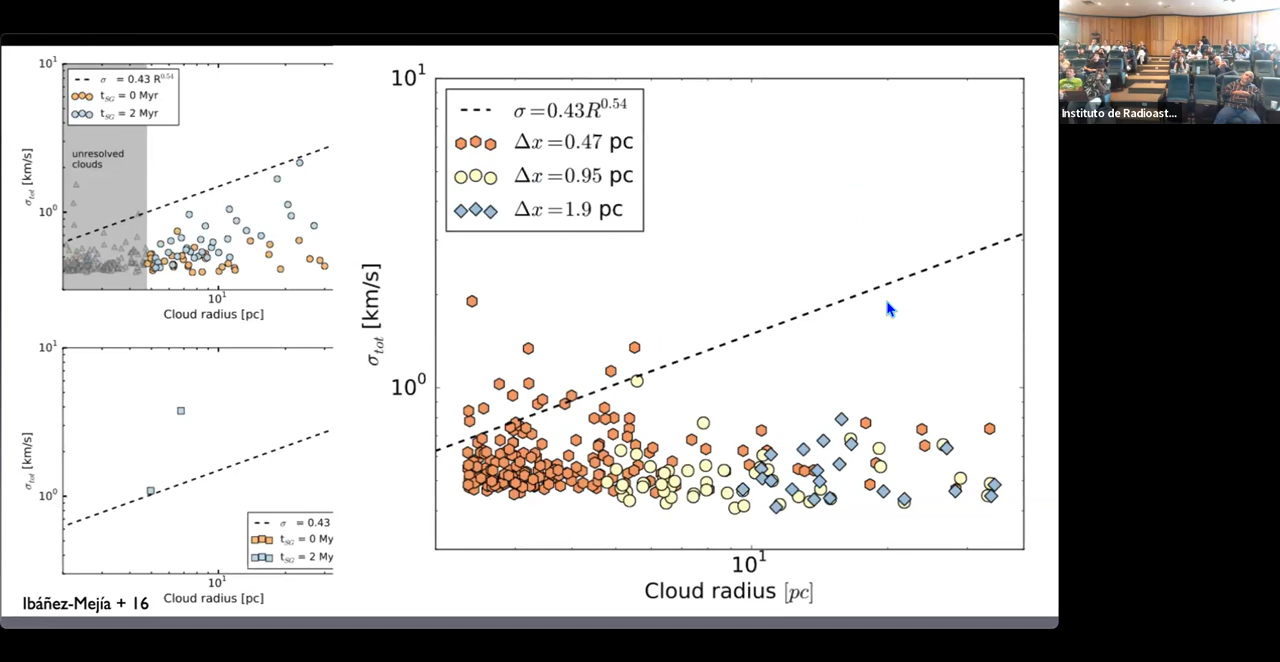 10¹
σ = 0.43 R^0.54
t_SG = 0 Myr
t_SG = 2 Myr
unresolved
clouds
σ_tot [km/s]
10⁰
10¹
Cloud radius [pc]
10¹
σ_tot [km/s]
10⁰
σ = 0.43
t_SG = 0 My
t_SG = 2 My
10¹
Cloud radius [pc]
Ibáñez-Mejía + 16
10¹
σ=0.43R^0.54
Δx=0.47 pc
Δx=0.95 pc
Δx=1.9 pc
σ_tot [km/s]
10⁰
10¹
Cloud radius [pc]
Instituto de Radioast...